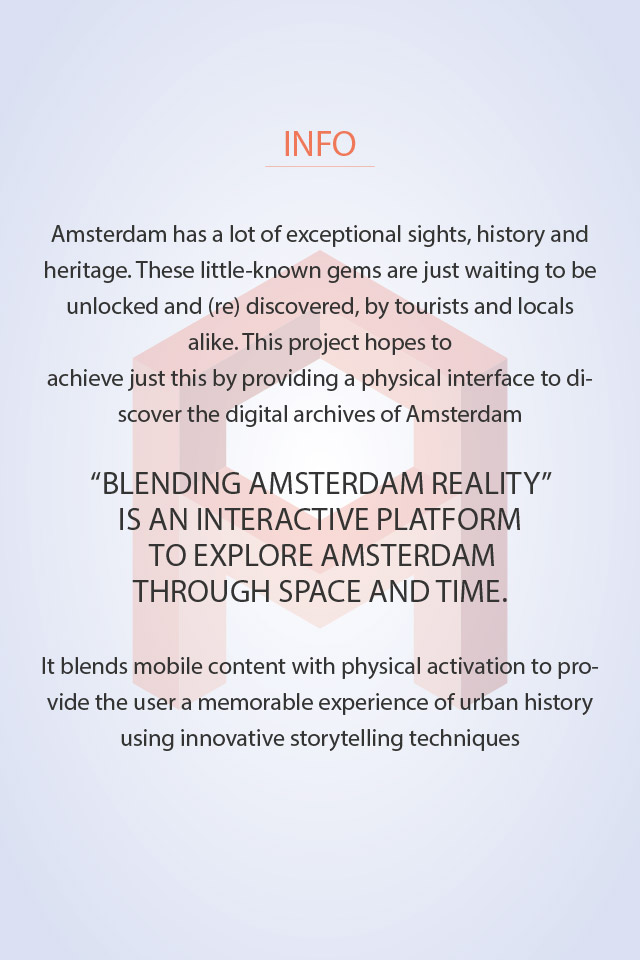 INFO
Amsterdam has a lot of exceptional sights, history and
heritage. These little-known gems are just waiting to be
unlocked and (re) discovered, by tourists and locals
alike. This project hopes to
achieve just this by providing a physical interface to di-
scover the digital archives of Amsterdam
“BLENDING AMSTERDAM REALITY”
IS AN INTERACTIVE PLATFORM
TO EXPLORE AMSTERDAM
THROUGH SPACE AND TIME.
It blends mobile content with physical activation to pro-
vide the user a memorable experience of urban history
using innovative storytelling techniques